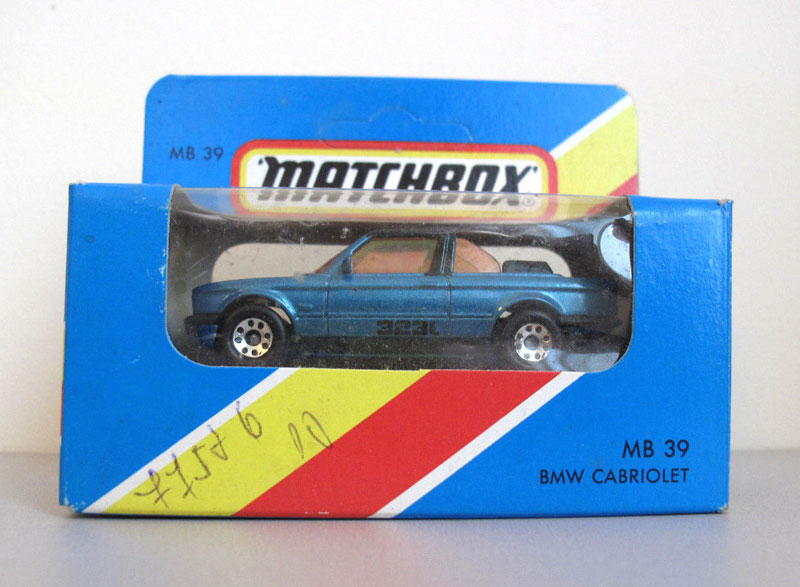 MB 39
"MATCHBOX"®
323i
MB 39
BMW CABRIOLET